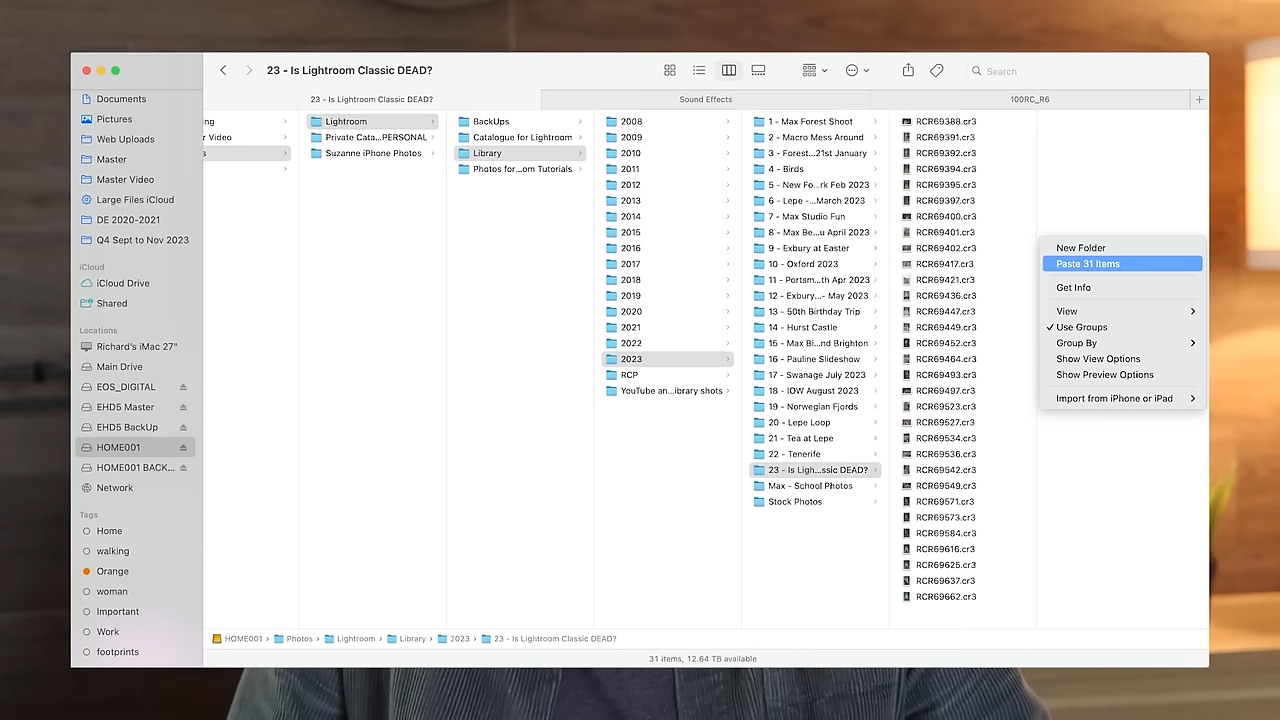 23 - Is Lightroom Classic DEAD?
Search
23 - Is Lightroom Classic DEAD?
Sound Effects
100RC_R6
Documents
Pictures
Web Uploads
Master
Master Video
Large Files iCloud
DE 2020-2021
Q4 Sept to Nov 2023
iCloud
iCloud Drive
Shared
Locations
Richard's iMac 27"
Main Drive
EOS_DIGITAL
EHD5 Master
EHD5 BackUp
HOME001
HOME001 BACK...
Network
Tags
Home
walking
Orange
woman
Important
Work
footprints
ng
r Video
s
Lightroom
Private Cata...PERSONAL
Suzanne iPhone Photos
BackUps
Catalogue for Lightroom
Library
Photos for...om Tutorials
2008
2009
2010
2011
2012
2013
2014
2015
2016
2017
2018
2019
2020
2021
2022
2023
RCP
YouTube an...ibrary shots
1 - Max Forest Shoot
2 - Macro Mess Around
3 - Forest...21st January
4 - Birds
5 - New Fo...rk Feb 2023
6 - Lepe -...March 2023
7 - Max Studio Fun
8 - Max Be...u April 2023
9 - Exbury at Easter
10 - Oxford 2023
11 - Portsm...th Apr 2023
12 - Exbury...- May 2023
13 - 50th Birthday Trip
14 - Hurst Castle
15 - Max Bi...nd Brighton
16 - Pauline Slideshow
17 - Swanage July 2023
18 - IOW August 2023
19 - Norwegian Fjords
20 - Lepe Loop
21 - Tea at Lepe
22 - Tenerife
23 - Is Ligh...ssic DEAD?
Max - School Photos
Stock Photos
RCR69388.cr3
RCR69391.cr3
RCR69392.cr3
RCR69394.cr3
RCR69395.cr3
RCR69397.cr3
RCR69400.cr3
RCR69401.cr3
RCR69402.cr3
RCR69417.cr3
RCR69421.cr3
RCR69436.cr3
RCR69447.cr3
RCR69449.cr3
RCR69452.cr3
RCR69464.cr3
RCR69493.cr3
RCR69497.cr3
RCR69523.cr3
RCR69527.cr3
RCR69534.cr3
RCR69536.cr3
RCR69542.cr3
RCR69549.cr3
RCR69571.cr3
RCR69573.cr3
RCR69584.cr3
RCR69616.cr3
RCR69625.cr3
RCR69637.cr3
RCR69662.cr3
New Folder
Paste 31 Items
Get Info
View
Use Groups
Group By
Show View Options
Show Preview Options
Import from iPhone or iPad
HOME001 › Photos › Lightroom › Library › 2023 › 23 - Is Lightroom Classic DEAD?
31 items, 12.64 TB available